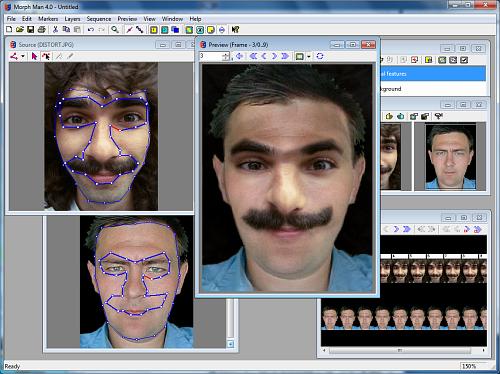 Morph Man 4.0 - Untitled
File Edit Markers Layers Sequence Preview View Window Help
Source (DISTORT.JPG)
Preview (Frame - 3/0..9)
3
al features
kground
Ready
150%